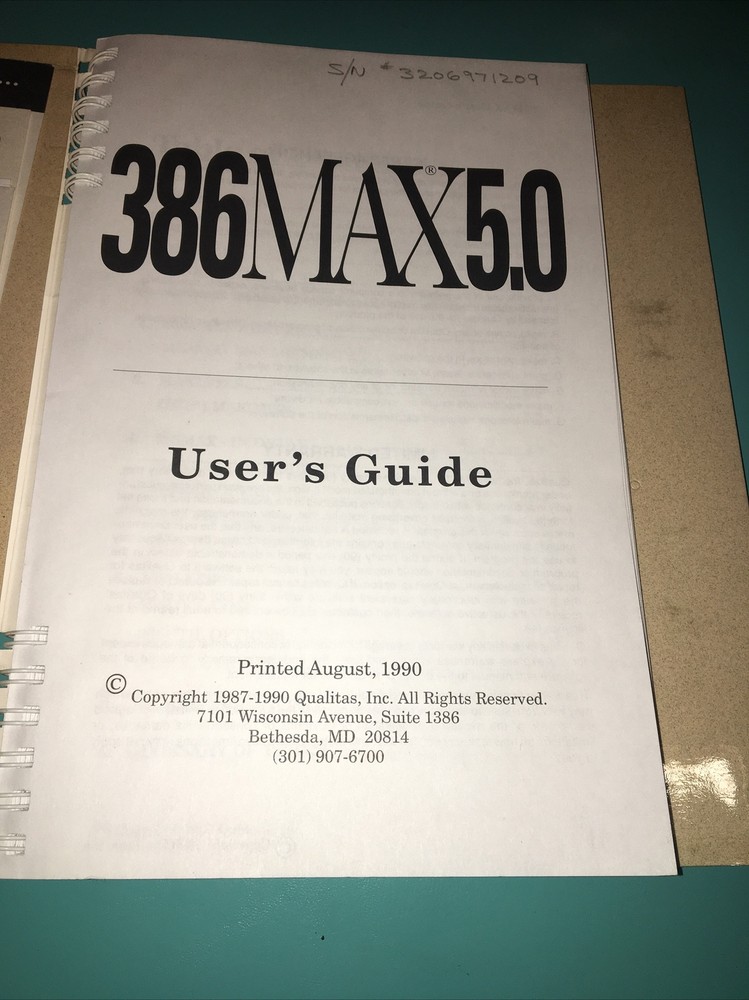 S/N # 3206971209
386MAX®5.0
User's Guide
Printed August, 1990
© Copyright 1987-1990 Qualitas, Inc. All Rights Reserved.
7101 Wisconsin Avenue, Suite 1386
Bethesda, MD 20814
(301) 907-6700